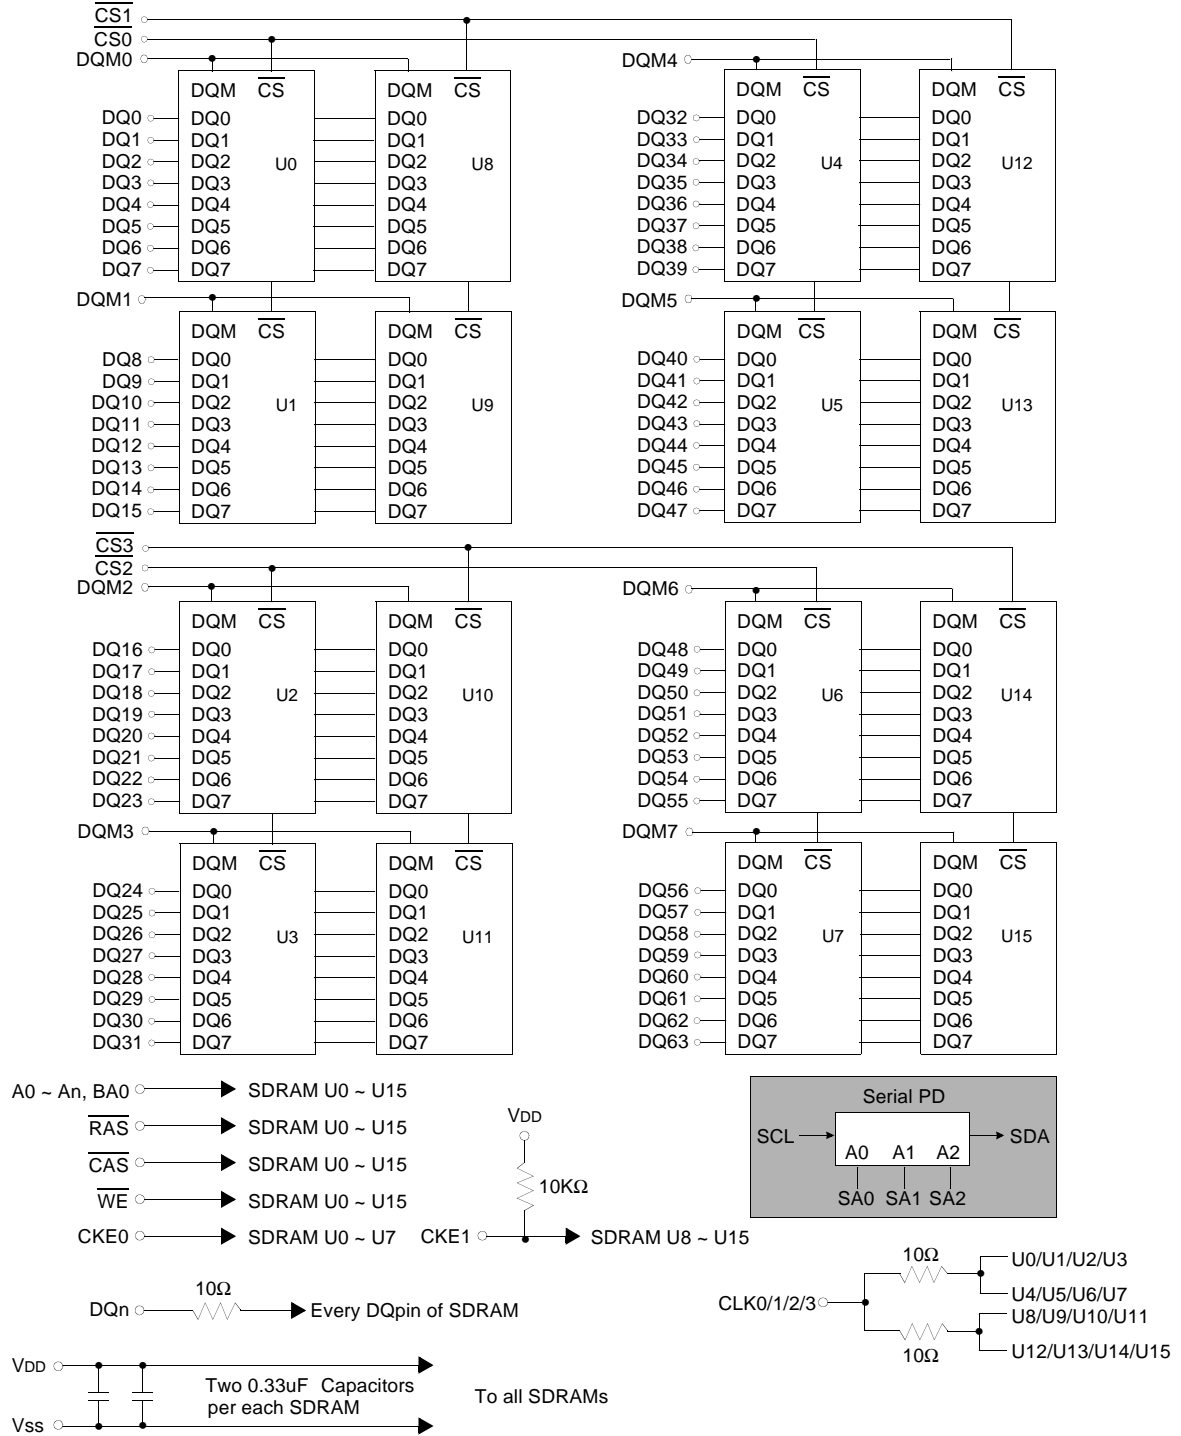 CS1
CS0
DQM0
DQM4
DQM CS DQM CS DQM CS DQM CS
DQ0 DQ0 DQ0 DQ32 DQ0 DQ0
DQ1 DQ1 DQ1 DQ33 DQ1 DQ1
DQ2 DQ2 U0 DQ2 U8 DQ34 DQ2 U4 DQ2 U12
DQ3 DQ3 DQ3 DQ35 DQ3 DQ3
DQ4 DQ4 DQ4 DQ36 DQ4 DQ4
DQ5 DQ5 DQ5 DQ37 DQ5 DQ5
DQ6 DQ6 DQ6 DQ38 DQ6 DQ6
DQ7 DQ7 DQ7 DQ39 DQ7 DQ7
DQM1 DQM5
DQM CS DQM CS DQM CS DQM CS
DQ8 DQ0 DQ0 DQ40 DQ0 DQ0
DQ9 DQ1 DQ1 DQ41 DQ1 DQ1
DQ10 DQ2 U1 DQ2 U9 DQ42 DQ2 U5 DQ2 U13
DQ11 DQ3 DQ3 DQ43 DQ3 DQ3
DQ12 DQ4 DQ4 DQ44 DQ4 DQ4
DQ13 DQ5 DQ5 DQ45 DQ5 DQ5
DQ14 DQ6 DQ6 DQ46 DQ6 DQ6
DQ15 DQ7 DQ7 DQ47 DQ7 DQ7
CS3
CS2
DQM2 DQM6
DQM CS DQM CS DQM CS DQM CS
DQ16 DQ0 DQ0 DQ48 DQ0 DQ0
DQ17 DQ1 DQ1 DQ49 DQ1 DQ1
DQ18 DQ2 U2 DQ2 U10 DQ50 DQ2 U6 DQ2 U14
DQ19 DQ3 DQ3 DQ51 DQ3 DQ3
DQ20 DQ4 DQ4 DQ52 DQ4 DQ4
DQ21 DQ5 DQ5 DQ53 DQ5 DQ5
DQ22 DQ6 DQ6 DQ54 DQ6 DQ6
DQ23 DQ7 DQ7 DQ55 DQ7 DQ7
DQM3 DQM7
DQM CS DQM CS DQM CS DQM CS
DQ24 DQ0 DQ0 DQ56 DQ0 DQ0
DQ25 DQ1 DQ1 DQ57 DQ1 DQ1
DQ26 DQ2 U3 DQ2 U11 DQ58 DQ2 U7 DQ2 U15
DQ27 DQ3 DQ3 DQ59 DQ3 DQ3
DQ28 DQ4 DQ4 DQ60 DQ4 DQ4
DQ29 DQ5 DQ5 DQ61 DQ5 DQ5
DQ30 DQ6 DQ6 DQ62 DQ6 DQ6
DQ31 DQ7 DQ7 DQ63 DQ7 DQ7
A0 ~ An, BA0 SDRAM U0 ~ U15
RAS SDRAM U0 ~ U15
CAS SDRAM U0 ~ U15
WE SDRAM U0 ~ U15
CKE0 SDRAM U0 ~ U7
VDD
10KΩ
CKE1 SDRAM U8 ~ U15
Serial PD
SCL SDA
A0 A1 A2
SA0 SA1 SA2
DQn 10Ω Every DQpin of SDRAM
CLK0/1/2/3
10Ω
U0/U1/U2/U3
U4/U5/U6/U7
U8/U9/U10/U11
10Ω
U12/U13/U14/U15
VDD
Two 0.33uF Capacitors
per each SDRAM
To all SDRAMs
Vss